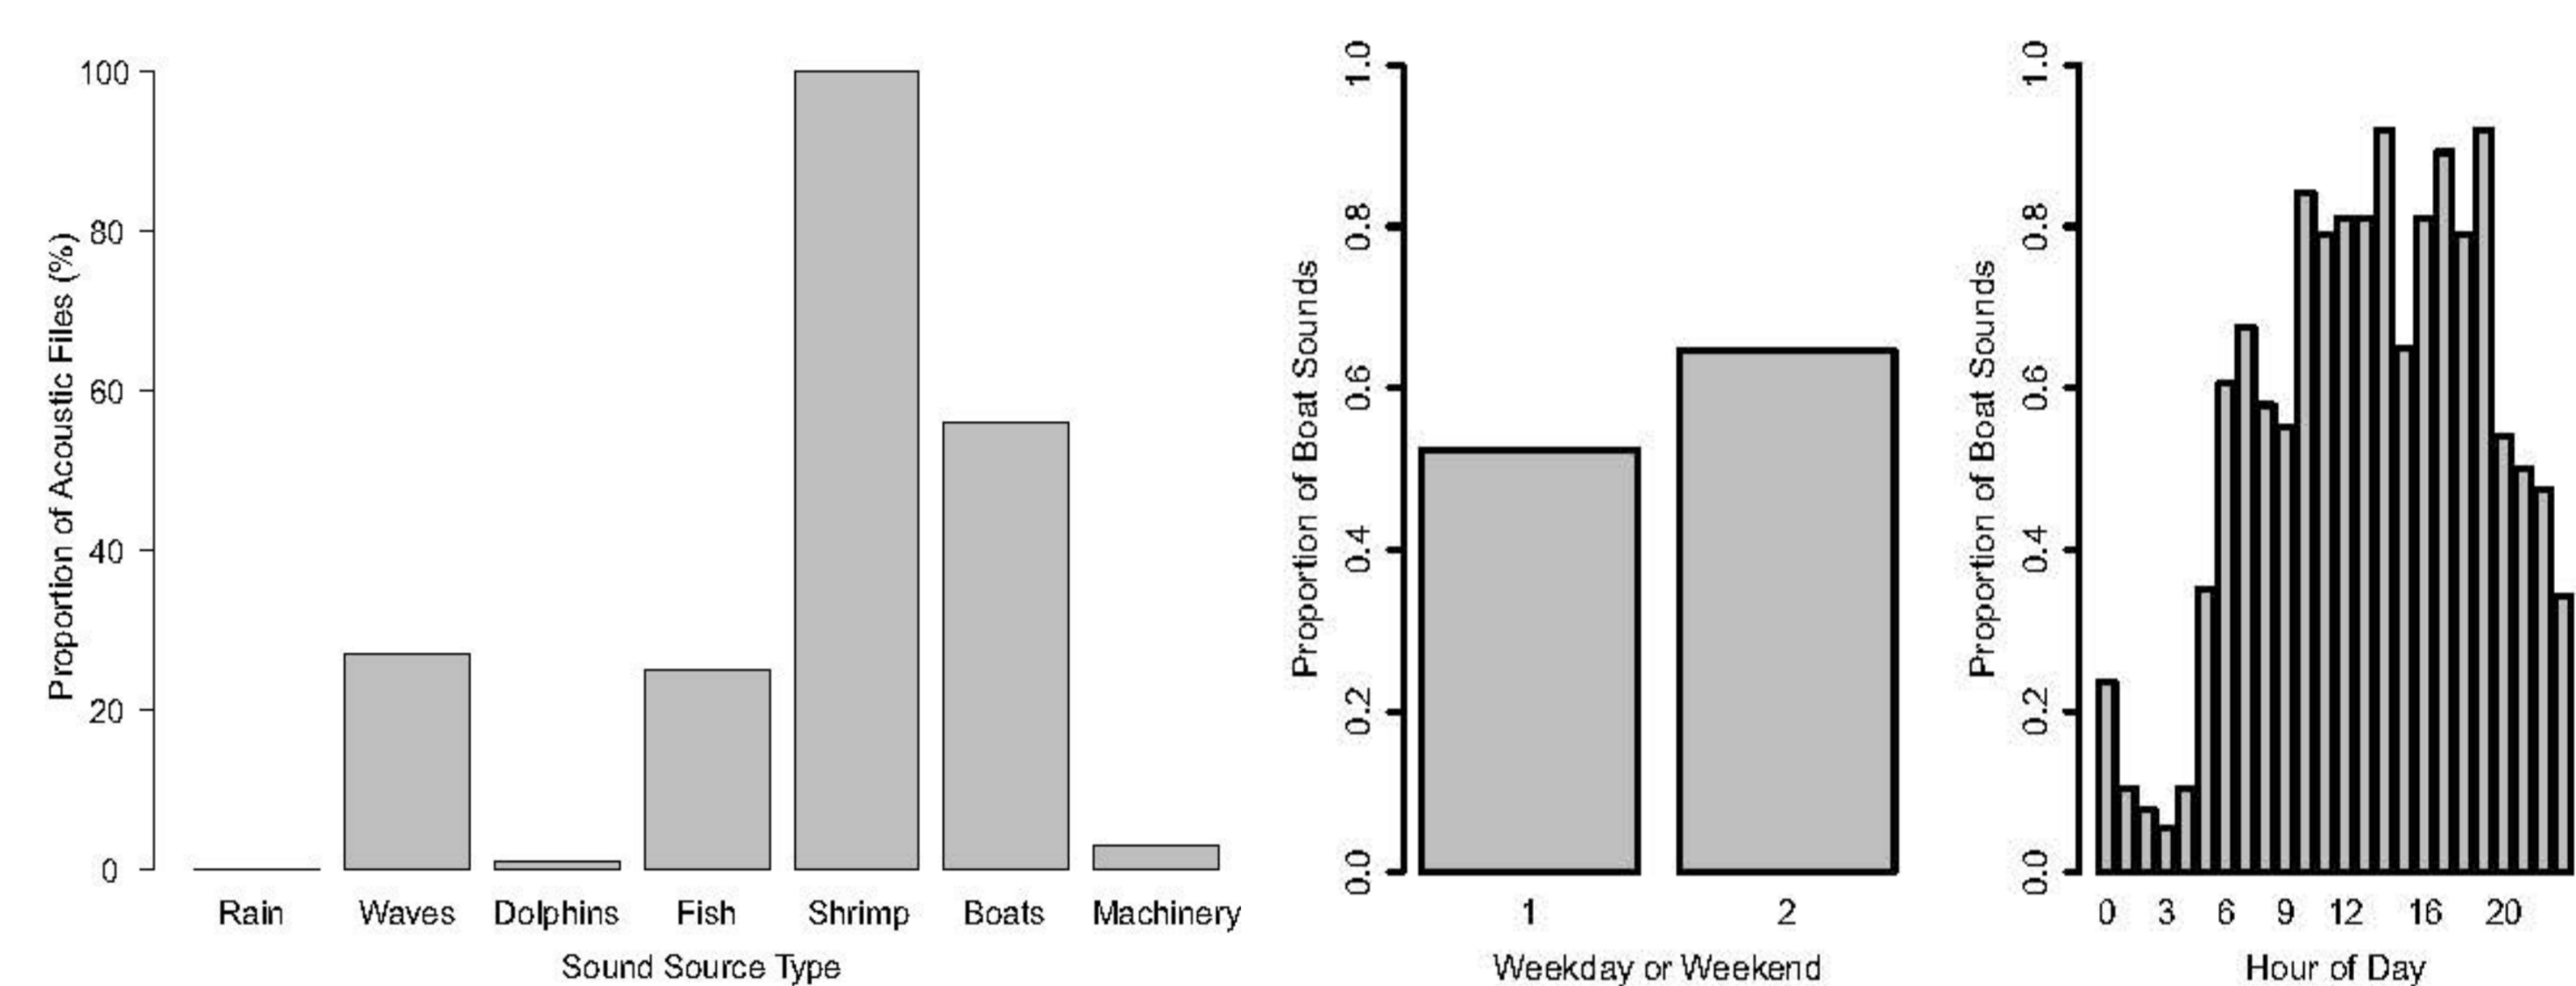 Proportion of Acoustic Files (%)
100
80
60
40
20
0
Rain Waves Dolphins Fish Shrimp Boats Machinery
Sound Source Type
Proportion of Boat Sounds
1.0
0.8
0.6
0.4
0.2
0.0
1 2
Weekday or Weekend
Proportion of Boat Sounds
1.0
0.8
0.6
0.4
0.2
0.0
0 3 6 9 12 16 20
Hour of Day